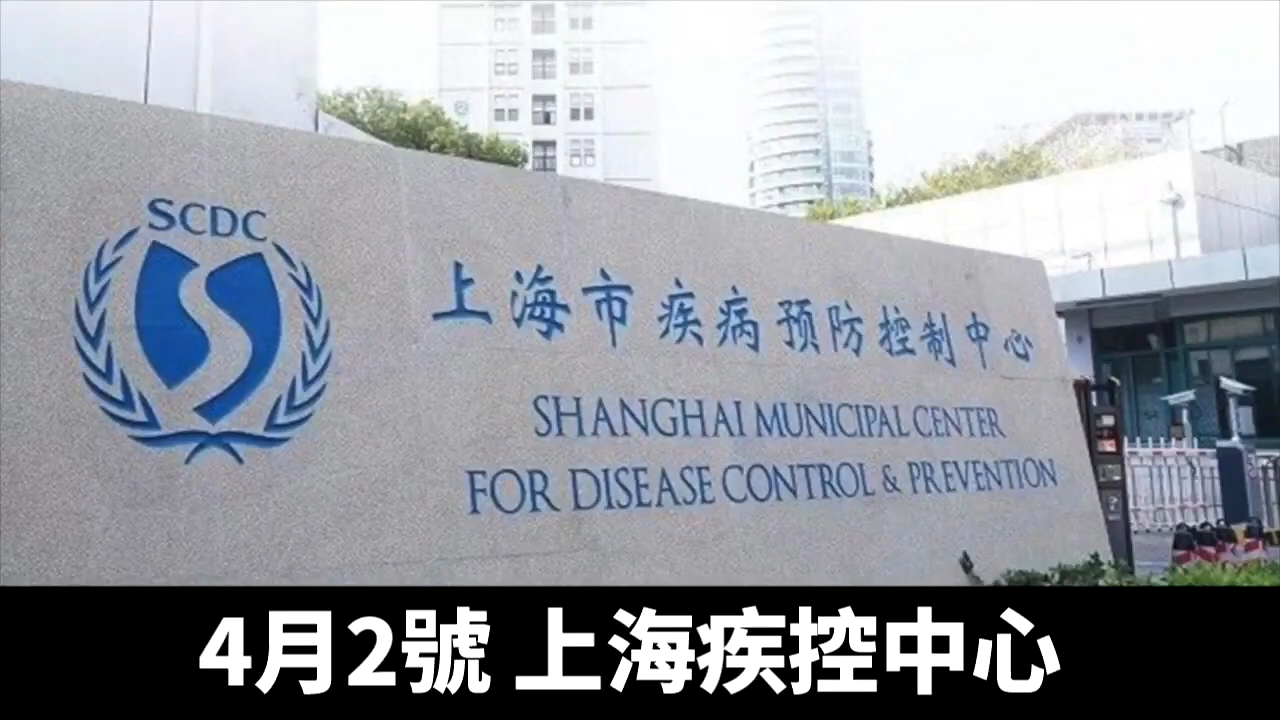 SCDC
上海市疾病预防控制中心
SHANGHAI MUNICIPAL CENTER
FOR DISEASE CONTROL & PREVENTION
4月2號 上海疾控中心